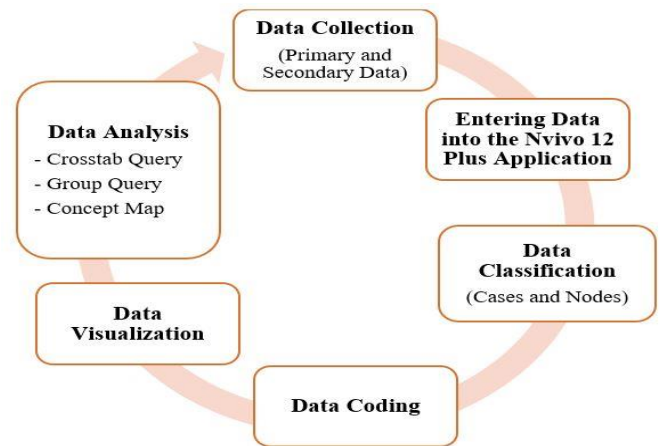 Data Collection
(Primary and
Secondary Data)
Entering Data
into the Nvivo 12
Plus Application
Data
Classification
(Cases and Nodes)
Data Coding
Data
Visualization
Data Analysis
- Crosstab Query
- Group Query
- Concept Map